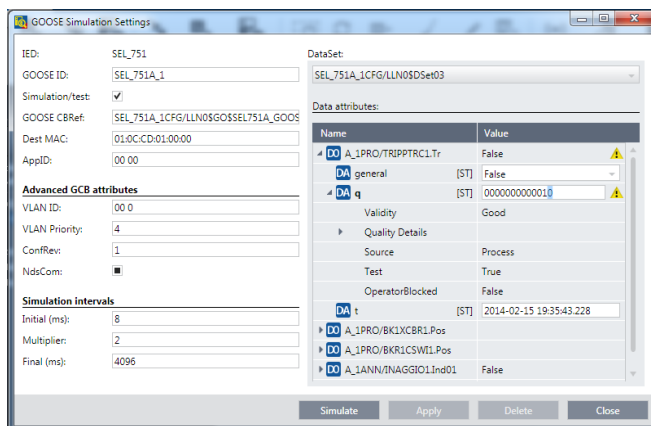 GOOSE Simulation Settings
IED: SEL_751
GOOSE ID: SEL_751A_1
Simulation/test:
GOOSE CBRef: SEL_751A_1CFG/LLN0$GO$SEL751A_GOOS
Dest MAC: 01:0C:CD:01:00:00
AppID: 00 00
Advanced GCB attributes
VLAN ID: 00 0
VLAN Priority: 4
ConfRev: 1
NdsCom:
Simulation intervals
Initial (ms): 8
Multiplier: 2
Final (ms): 4096
DataSet:
SEL_751A_1CFG/LLN0$DSet03
Data attributes:
Name Value
DO A_1PRO/TRIPPTRC1.Tr False
DA general [ST] False
DA q [ST] 0000000000010
Validity Good
Quality Details
Source Process
Test True
OperatorBlocked False
DA t [ST] 2014-02-15 19:35:43.228
DO A_1PRO/BK1XCBR1.Pos
DO A_1PRO/BKR1CSWI1.Pos
DO A_1ANN/INAGGIO1.Ind01 False
Simulate Apply Delete Close